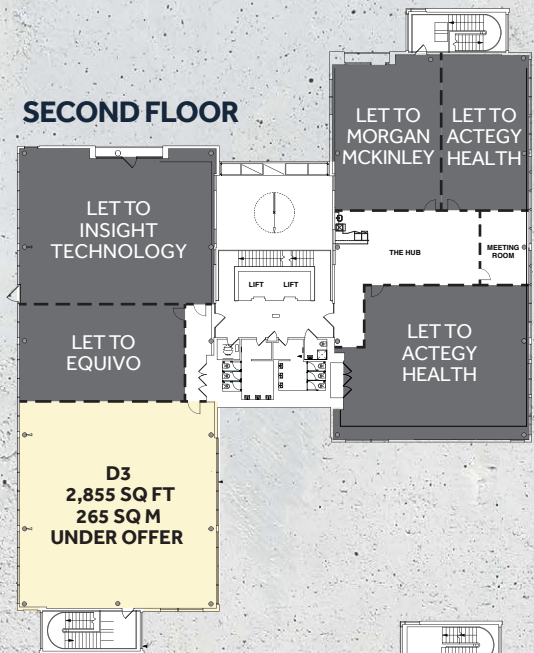 SECOND FLOOR
LET TO
MORGAN
MCKINLEY
LET TO
ACTEGY
HEALTH
LET TO
INSIGHT
TECHNOLOGY
THE HUB
MEETING
ROOM
LIFT
LIFT
LET TO
EQUIVO
LET TO
ACTEGY
HEALTH
D3
2,855 SQ FT
265 SQ M
UNDER OFFER